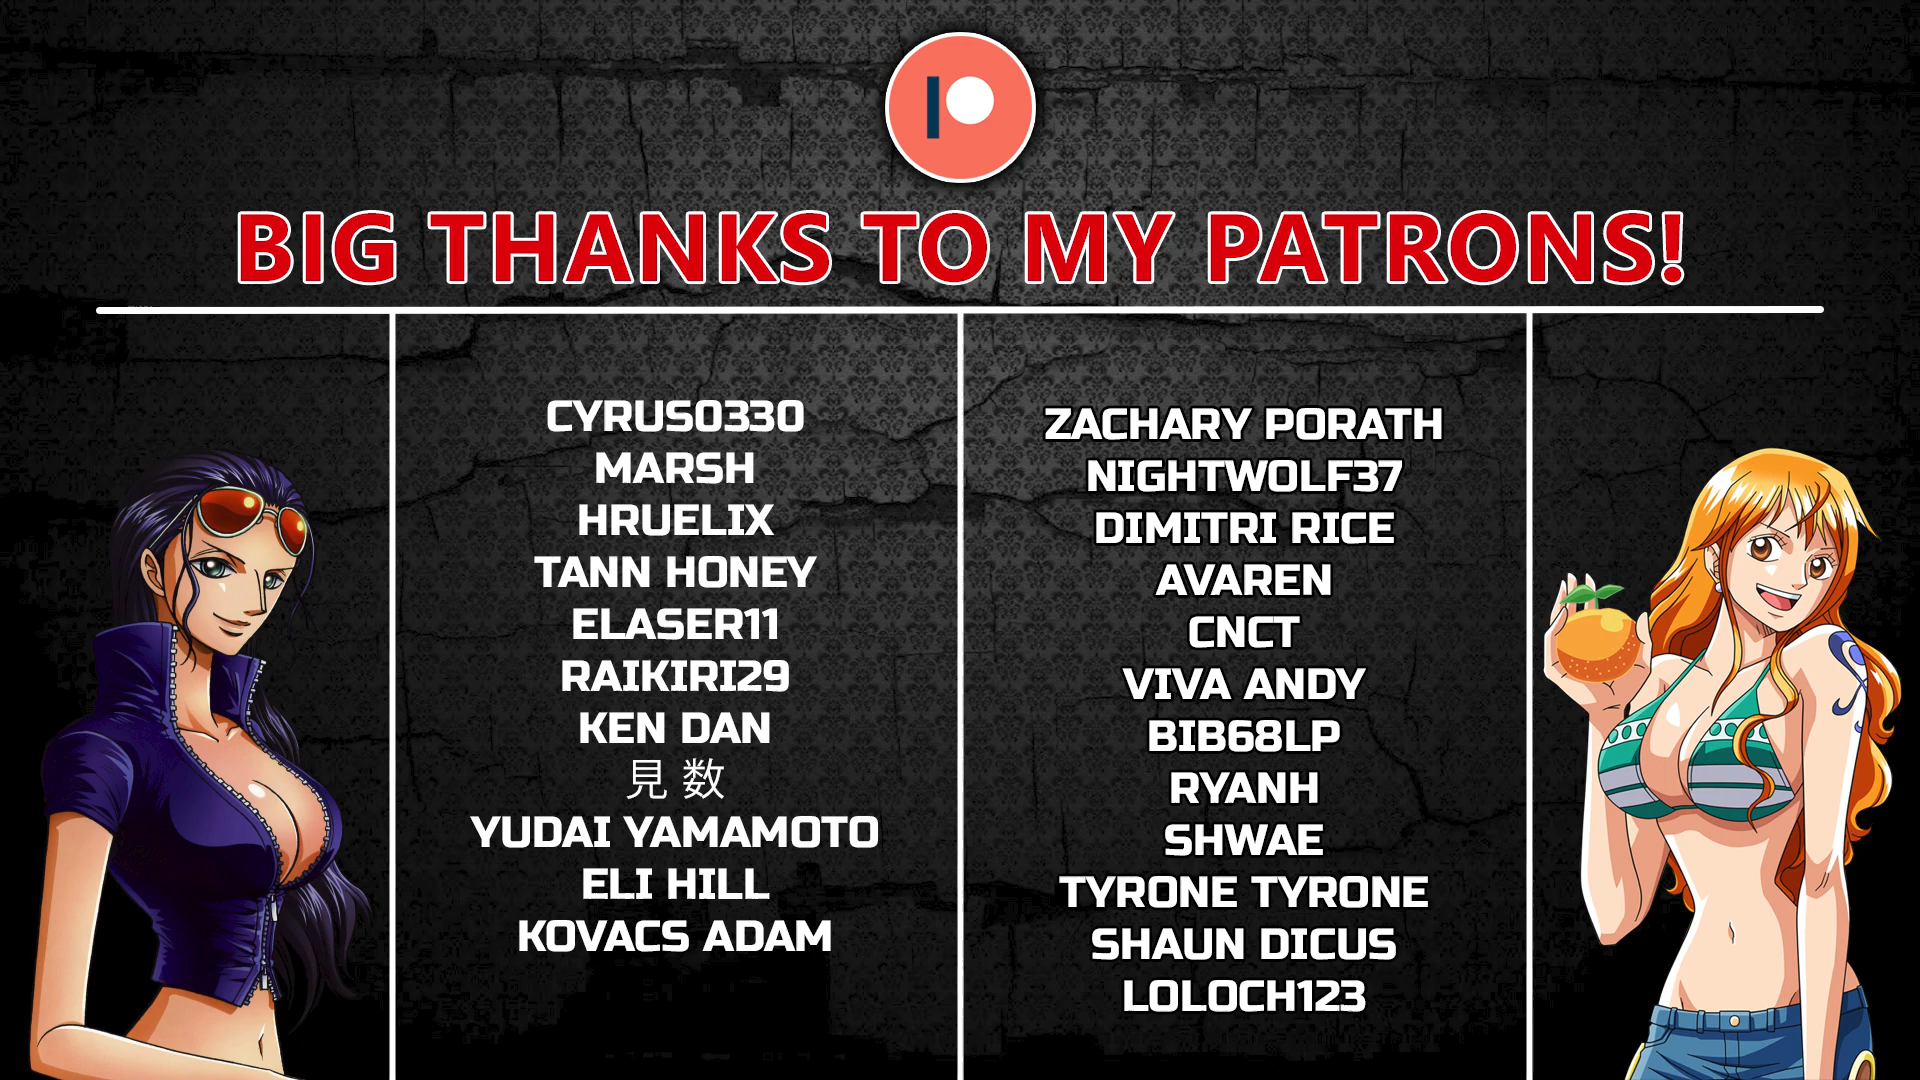 BIG THANKS TO MY PATRONS!
CYRUS0330
MARSH
HRUELIX
TANN HONEY
ELASER11
RAIKIRI29
KEN DAN
見 数
YUDAI YAMAMOTO
ELI HILL
KOVACS ADAM
ZACHARY PORATH
NIGHTWOLF37
DIMITRI RICE
AVAREN
CNCT
VIVA ANDY
BIB68LP
RYANH
SHWAE
TYRONE TYRONE
SHAUN DICUS
LOLOCH123